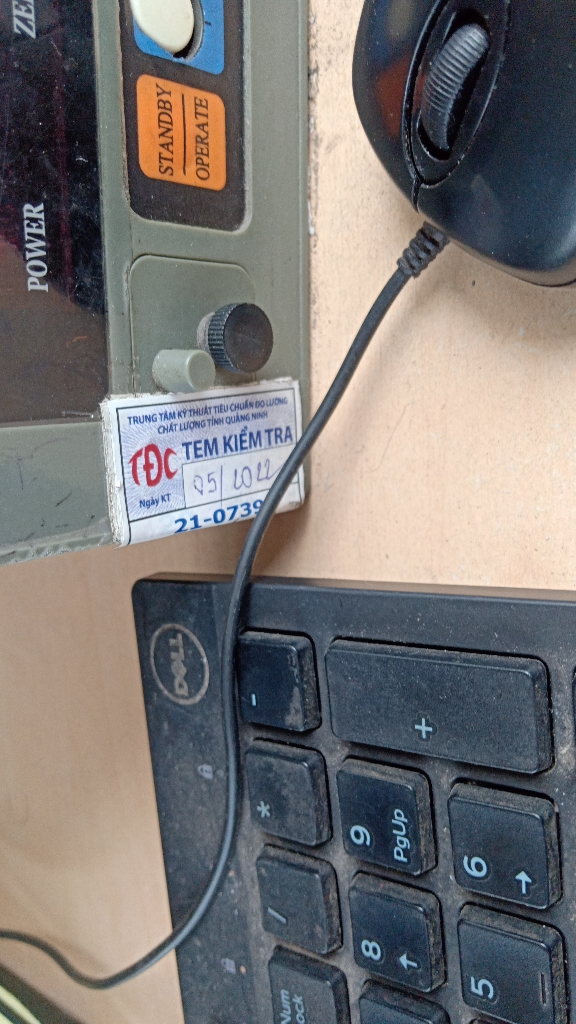 ZE
STANDBY
OPERATE
POWER
TRUNG TÂM KỸ THUẬT TIÊU CHUẨN ĐO LƯỜNG
CHẤT LƯỢNG TỈNH QUẢNG NINH
TĐC TEM KIỂM TRA
Ngày KT 05/2022
21-0739
DELL
- +
* 9 PgUp 6
/ 8 5
Num Lock